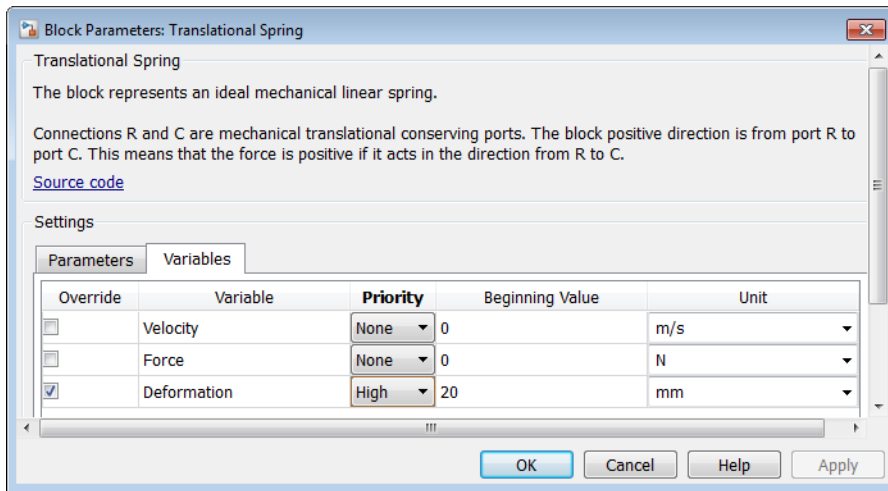 Block Parameters: Translational Spring
Translational Spring
The block represents an ideal mechanical linear spring.
Connections R and C are mechanical translational conserving ports. The block positive direction is from port R to
port C. This means that the force is positive if it acts in the direction from R to C.
Source code
Settings
Parameters Variables
Override Variable Priority Beginning Value Unit
Velocity None 0 m/s
Force None 0 N
Deformation High 20 mm
OK Cancel Help Apply